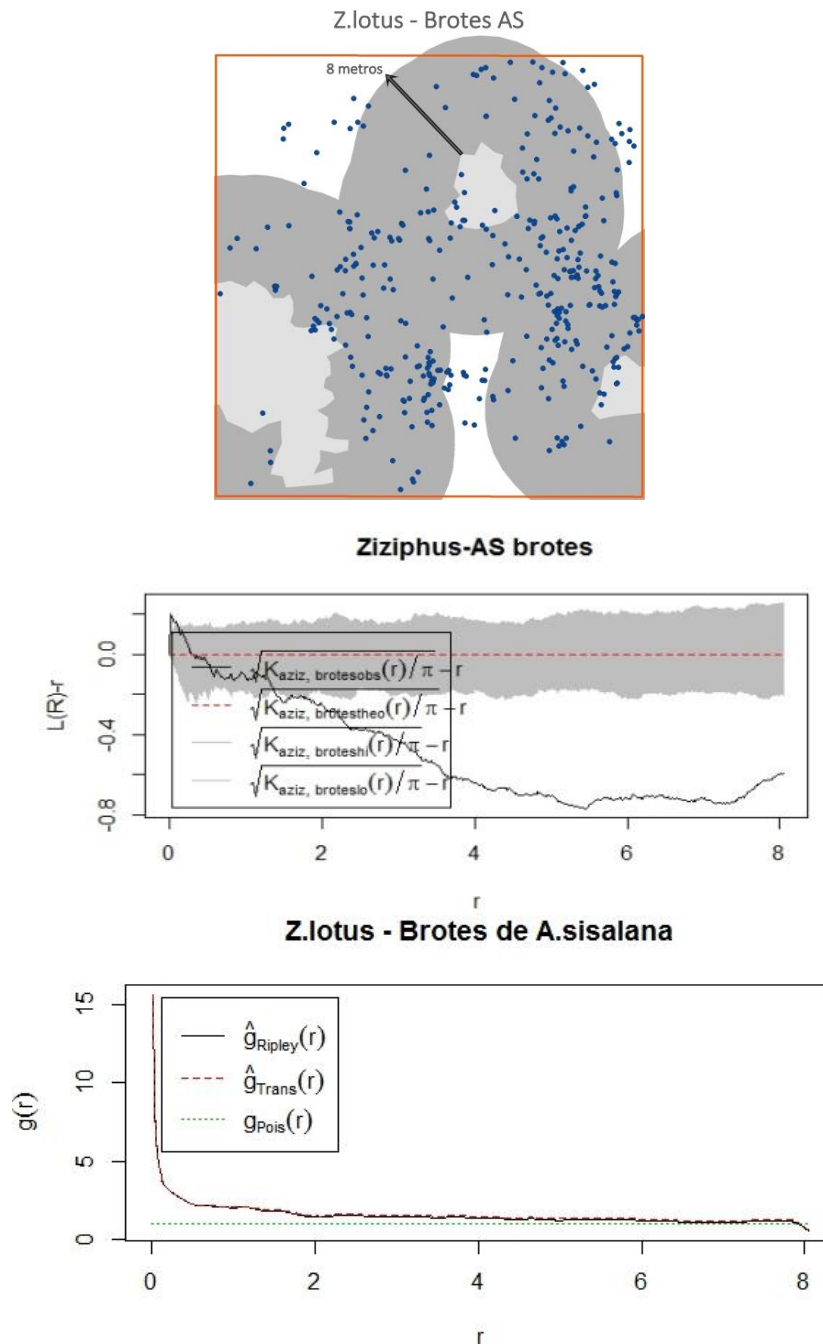 Z.lotus - Brotes AS
8 metros
Ziziphus-AS brotes
L(R)-r
0.0
-0.4
-0.8
√K_aziz, brotesobs(r)/π − r
√K_aziz, brotestheo(r)/π − r
√K_aziz, broteshi(r)/π − r
√K_aziz, broteslo(r)/π − r
0 2 4 6 8
r
Z.lotus - Brotes de A.sisalana
g(r)
15
10
5
0
ĝ_Ripley(r)
ĝ_Trans(r)
g_Pois(r)
0 2 4 6 8
r